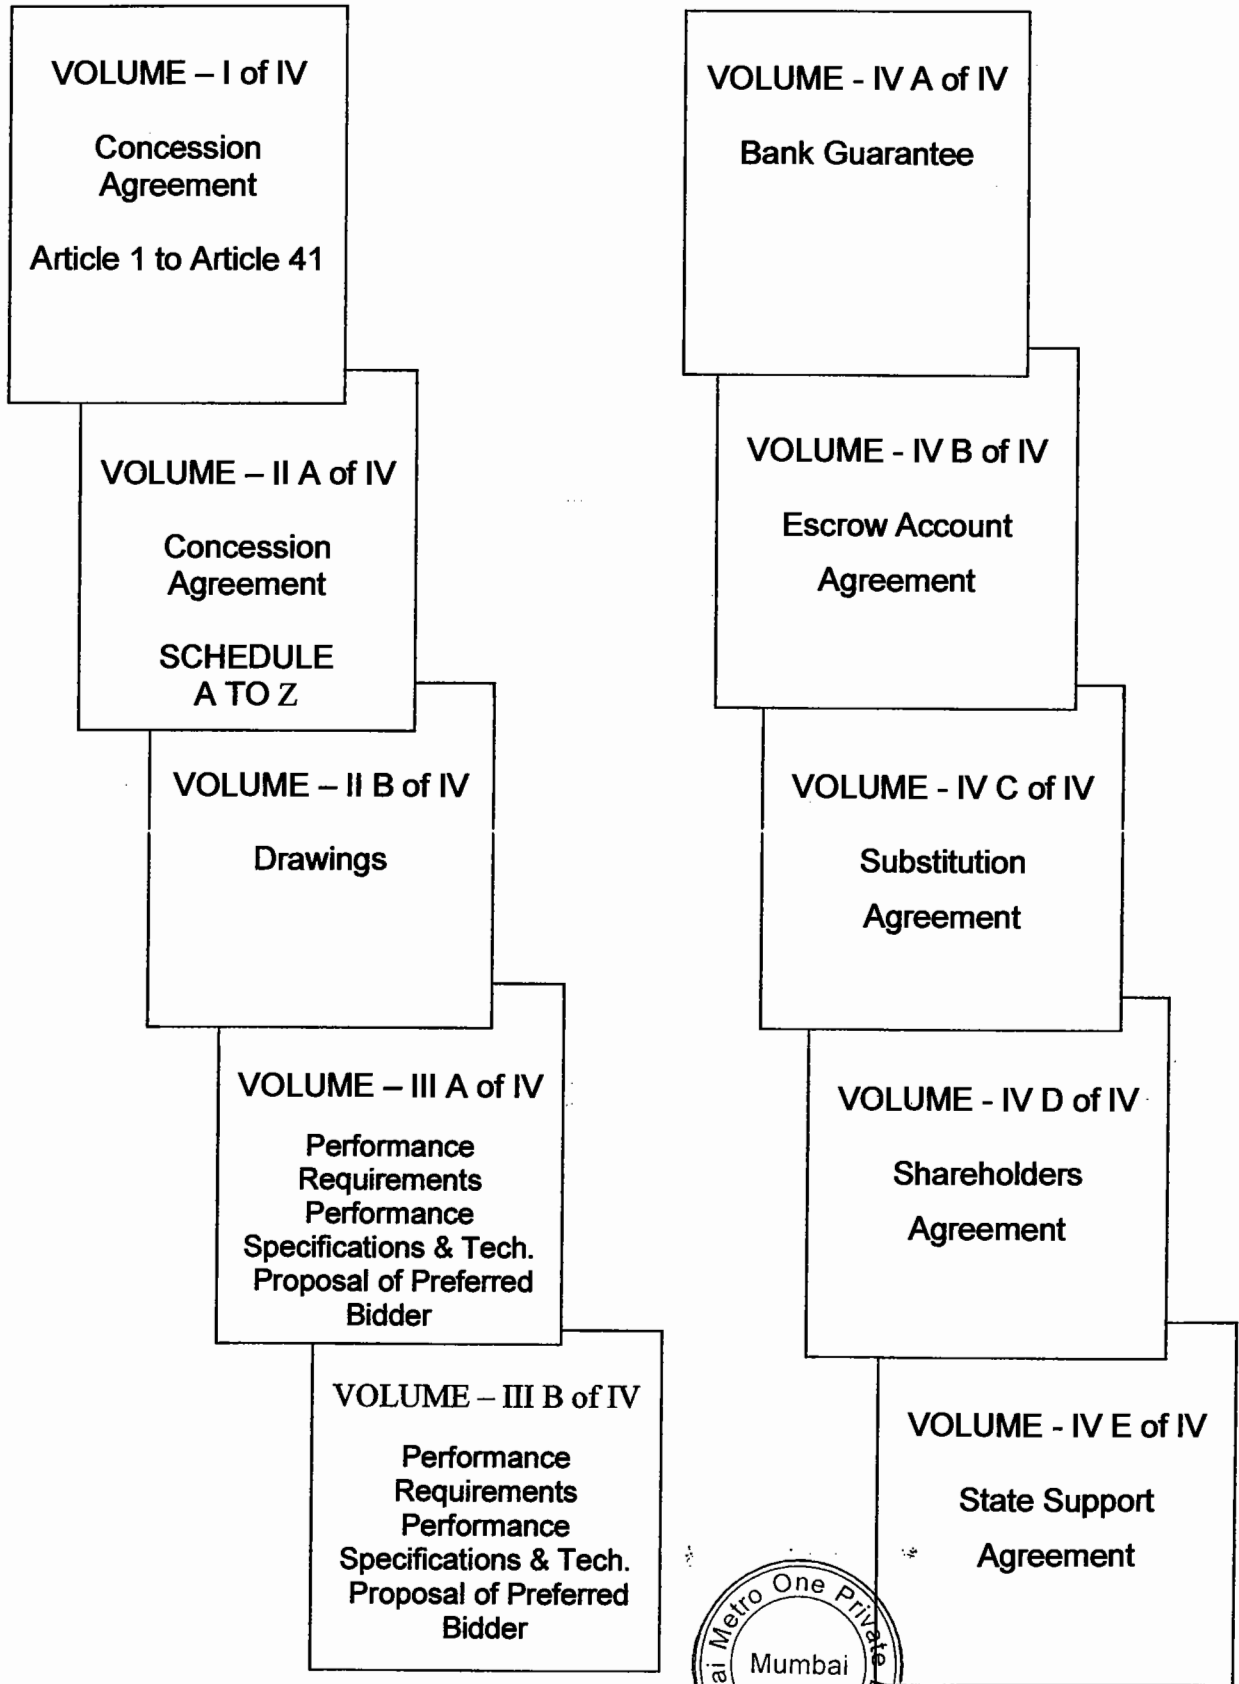 VOLUME – I of IV
Concession
Agreement
Article 1 to Article 41
VOLUME – II A of IV
Concession
Agreement
SCHEDULE
A TO Z
VOLUME – II B of IV
Drawings
VOLUME – III A of IV
Performance
Requirements
Performance
Specifications & Tech.
Proposal of Preferred
Bidder
VOLUME – III B of IV
Performance
Requirements
Performance
Specifications & Tech.
Proposal of Preferred
Bidder
VOLUME - IV A of IV
Bank Guarantee
VOLUME - IV B of IV
Escrow Account
Agreement
VOLUME - IV C of IV
Substitution
Agreement
VOLUME - IV D of IV
Shareholders
Agreement
VOLUME - IV E of IV
State Support
Agreement
ai Metro One Private
Mumbai